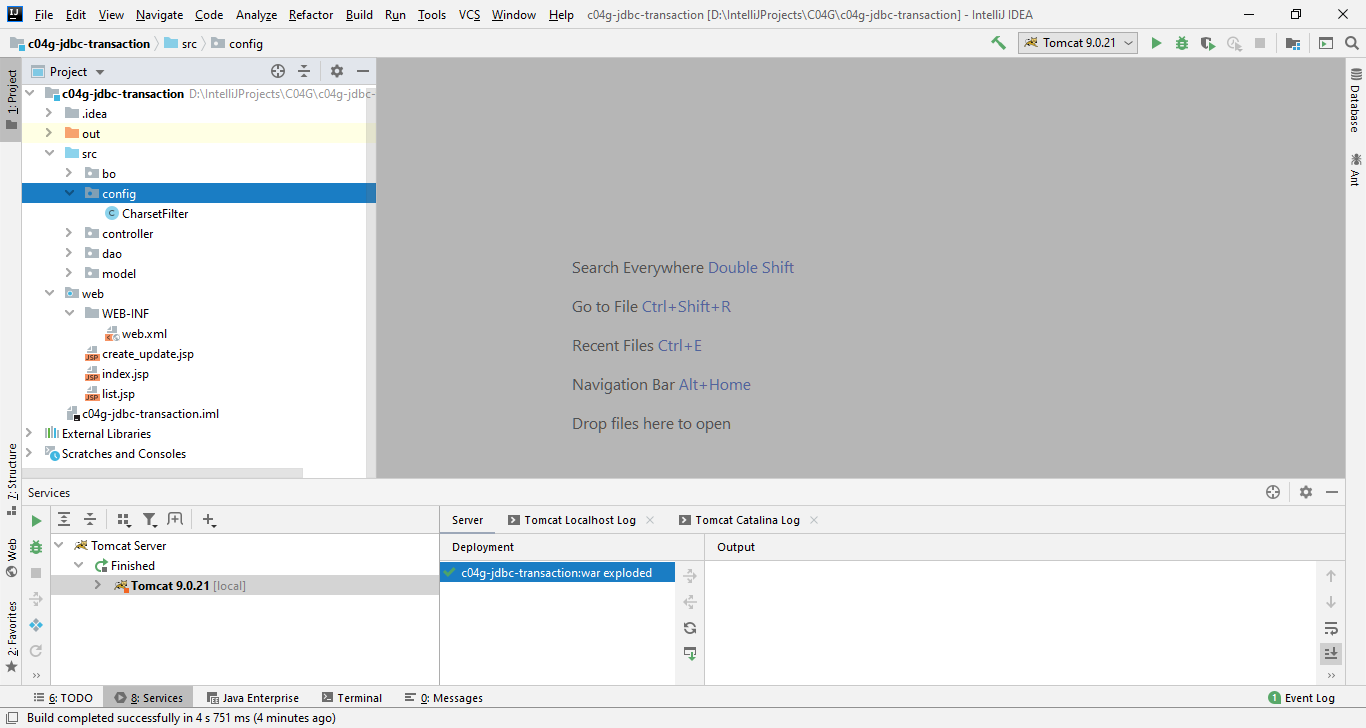 File Edit View Navigate Code Analyze Refactor Build Run Tools VCS Window Help c04g-jdbc-transaction [D:\IntelliJProjects\C04G\c04g-jdbc-transaction] - IntelliJ IDEA
c04g-jdbc-transaction src config Tomcat 9.0.21
1: Project
Project
c04g-jdbc-transaction D:\IntelliJProjects\C04G\c04g-jdbc-
.idea
out
src
bo
config
CharsetFilter
controller
dao
model
web
WEB-INF
web.xml
create_update.jsp
index.jsp
list.jsp
c04g-jdbc-transaction.iml
External Libraries
Scratches and Consoles
Search Everywhere Double Shift
Go to File Ctrl+Shift+R
Recent Files Ctrl+E
Navigation Bar Alt+Home
Drop files here to open
Database
Ant
7: Structure
Web
2: Favorites
Services
Server Tomcat Localhost Log Tomcat Catalina Log
Tomcat Server
Finished
Tomcat 9.0.21 [local]
Deployment Output
c04g-jdbc-transaction:war exploded
6: TODO 8: Services Java Enterprise Terminal 0: Messages 1 Event Log
Build completed successfully in 4 s 751 ms (4 minutes ago)